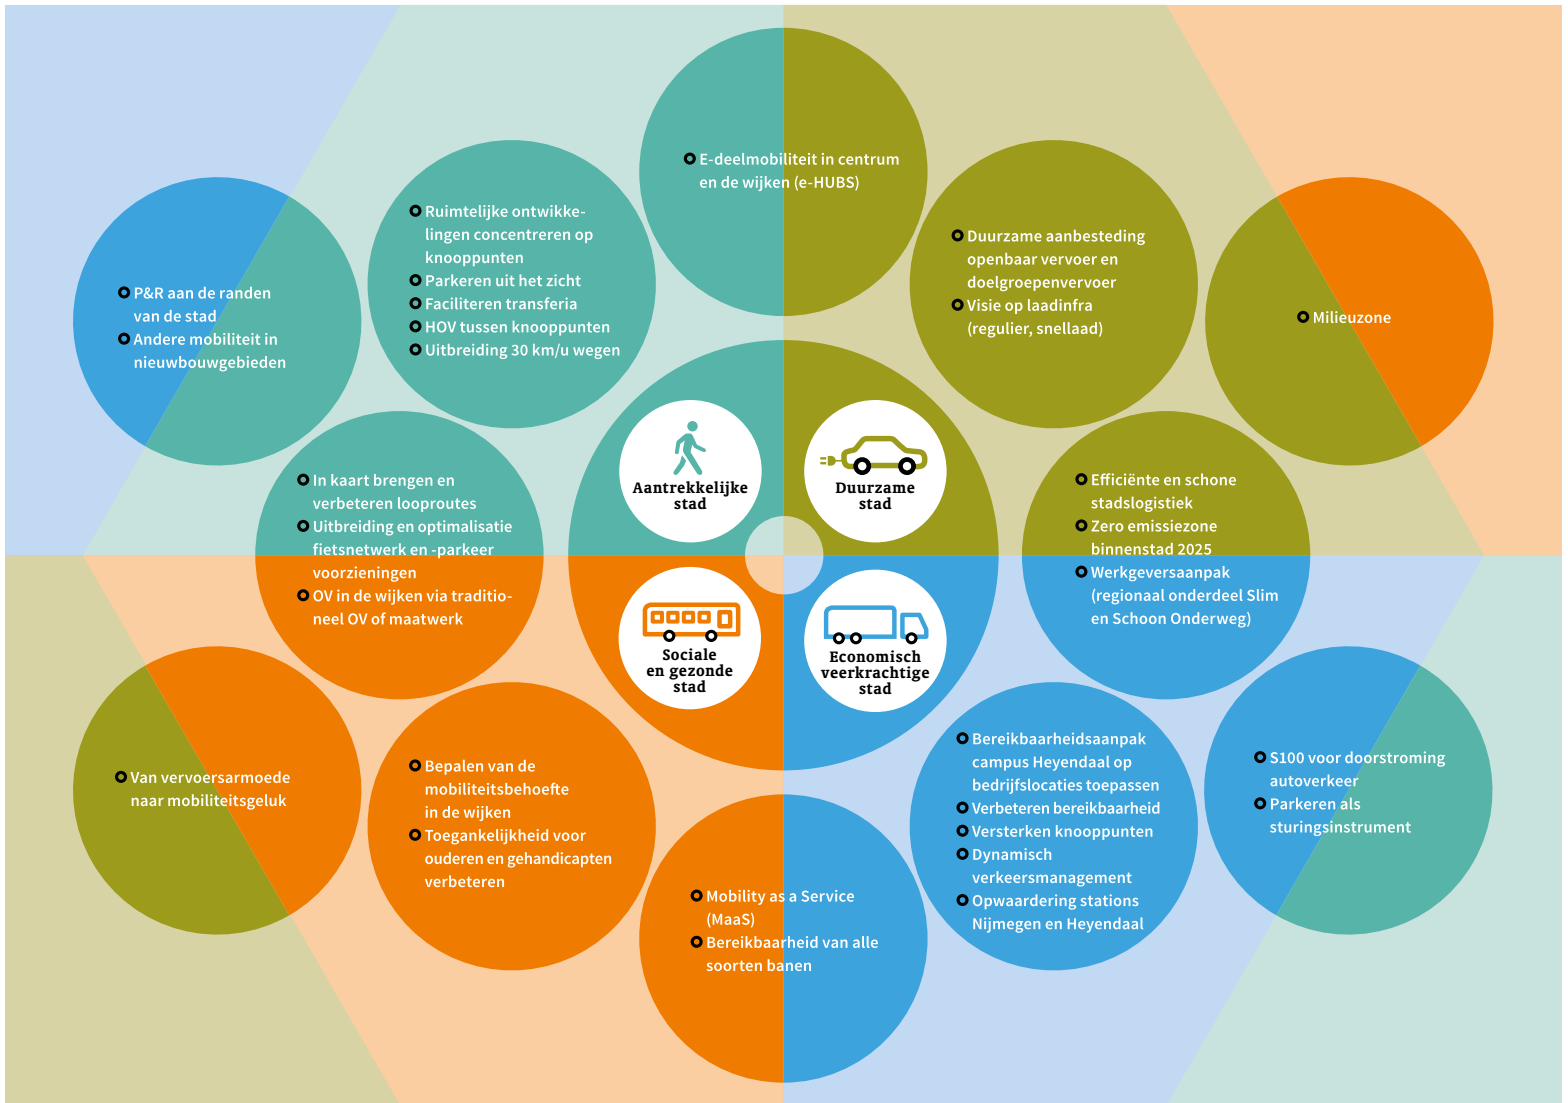 E-deelmobiliteit in centrum
en de wijken (e-HUBS)
Ruimtelijke ontwikke-
lingen concentreren op
knooppunten
Parkeren uit het zicht
Faciliteren transferia
HOV tussen knooppunten
Uitbreiding 30 km/u wegen
Duurzame aanbesteding
openbaar vervoer en
doelgroepenvervoer
Visie op laadinfra
(regulier, snellaad)
P&R aan de randen
van de stad
Andere mobiliteit in
nieuwbouwgebieden
Milieuzone
In kaart brengen en
verbeteren looproutes
Uitbreiding en optimalisatie
fietsnetwerk en -parkeer
voorzieningen
OV in de wijken via traditio-
neel OV of maatwerk
Aantrekkelijke
stad
Duurzame
stad
Efficiënte en schone
stadslogistiek
Zero emissiezone
binnenstad 2025
Werkgeversaanpak
(regionaal onderdeel Slim
en Schoon Onderweg)
Sociale
en gezonde
stad
Economisch
veerkrachtige
stad
Van vervoersarmoede
naar mobiliteitsgeluk
Bepalen van de
mobiliteitsbehoefte
in de wijken
Toegankelijkheid voor
ouderen en gehandicapten
verbeteren
Mobility as a Service
(MaaS)
Bereikbaarheid van alle
soorten banen
Bereikbaarheidsaanpak
campus Heyendaal op
bedrijfslocaties toepassen
Verbeteren bereikbaarheid
Versterken knooppunten
Dynamisch
verkeersmanagement
Opwaardering stations
Nijmegen en Heyendaal
S100 voor doorstroming
autoverkeer
Parkeren als
sturingsinstrument